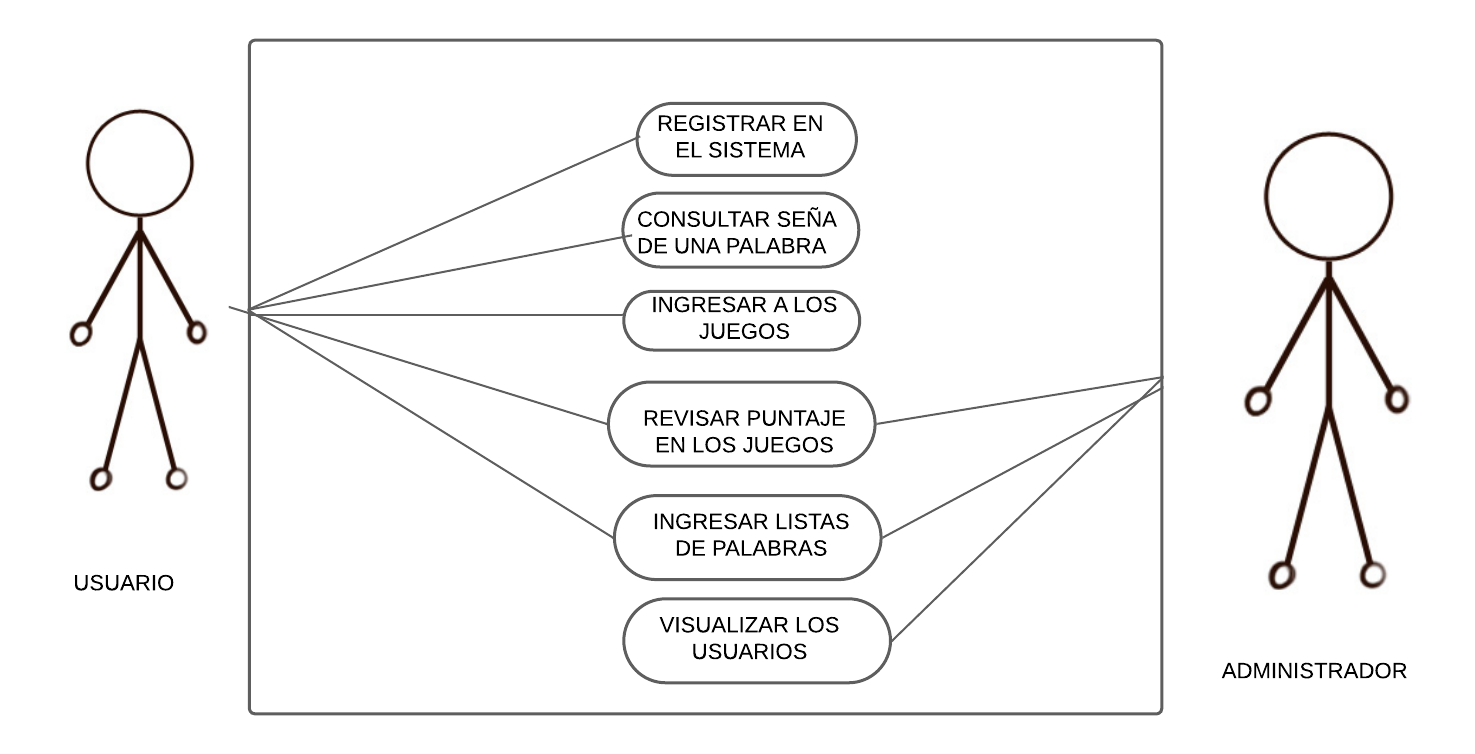 REGISTRAR EN
EL SISTEMA
CONSULTAR SEÑA
DE UNA PALABRA
INGRESAR A LOS
JUEGOS
REVISAR PUNTAJE
EN LOS JUEGOS
INGRESAR LISTAS
DE PALABRAS
USUARIO
VISUALIZAR LOS
USUARIOS
ADMINISTRADOR